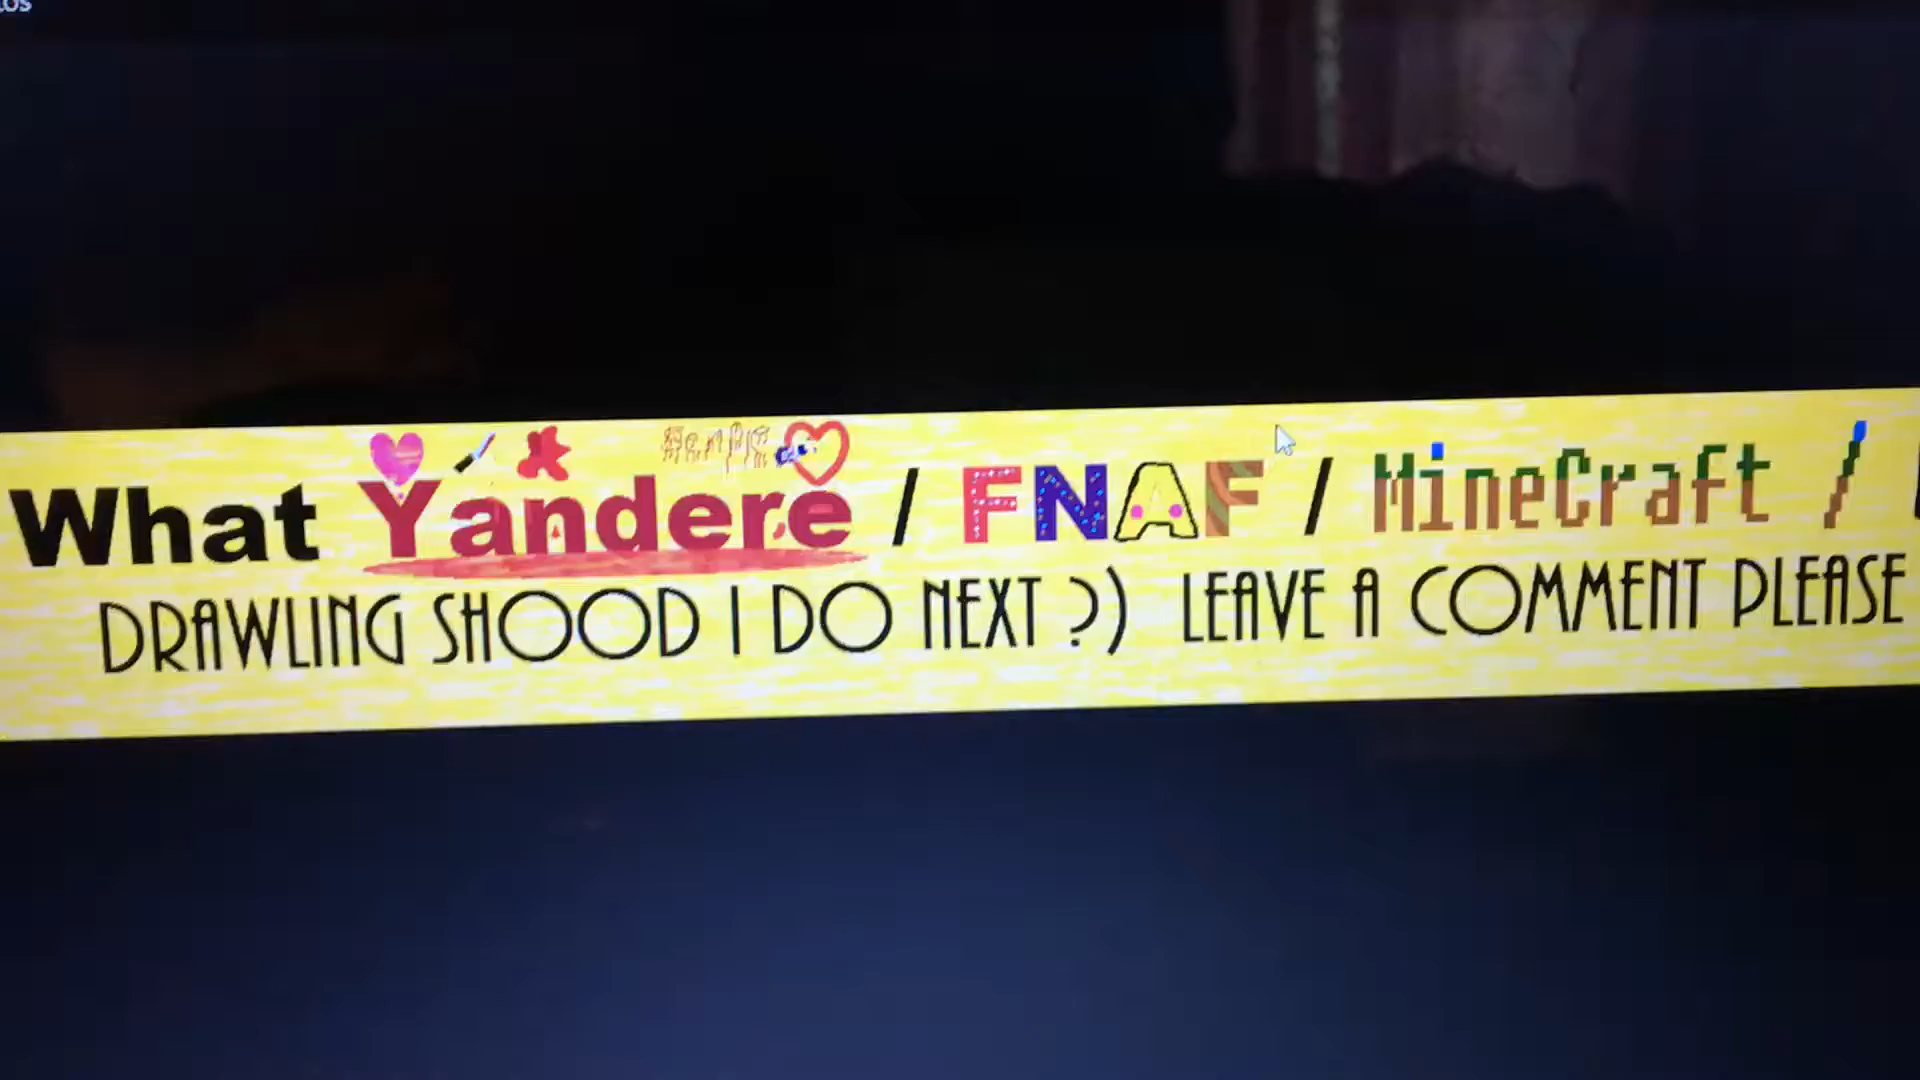 What Yandere / FNAF / MineCraft /
DRAWLING SHOOD I DO NEXT ?) LEAVE A COMMENT PLEASE